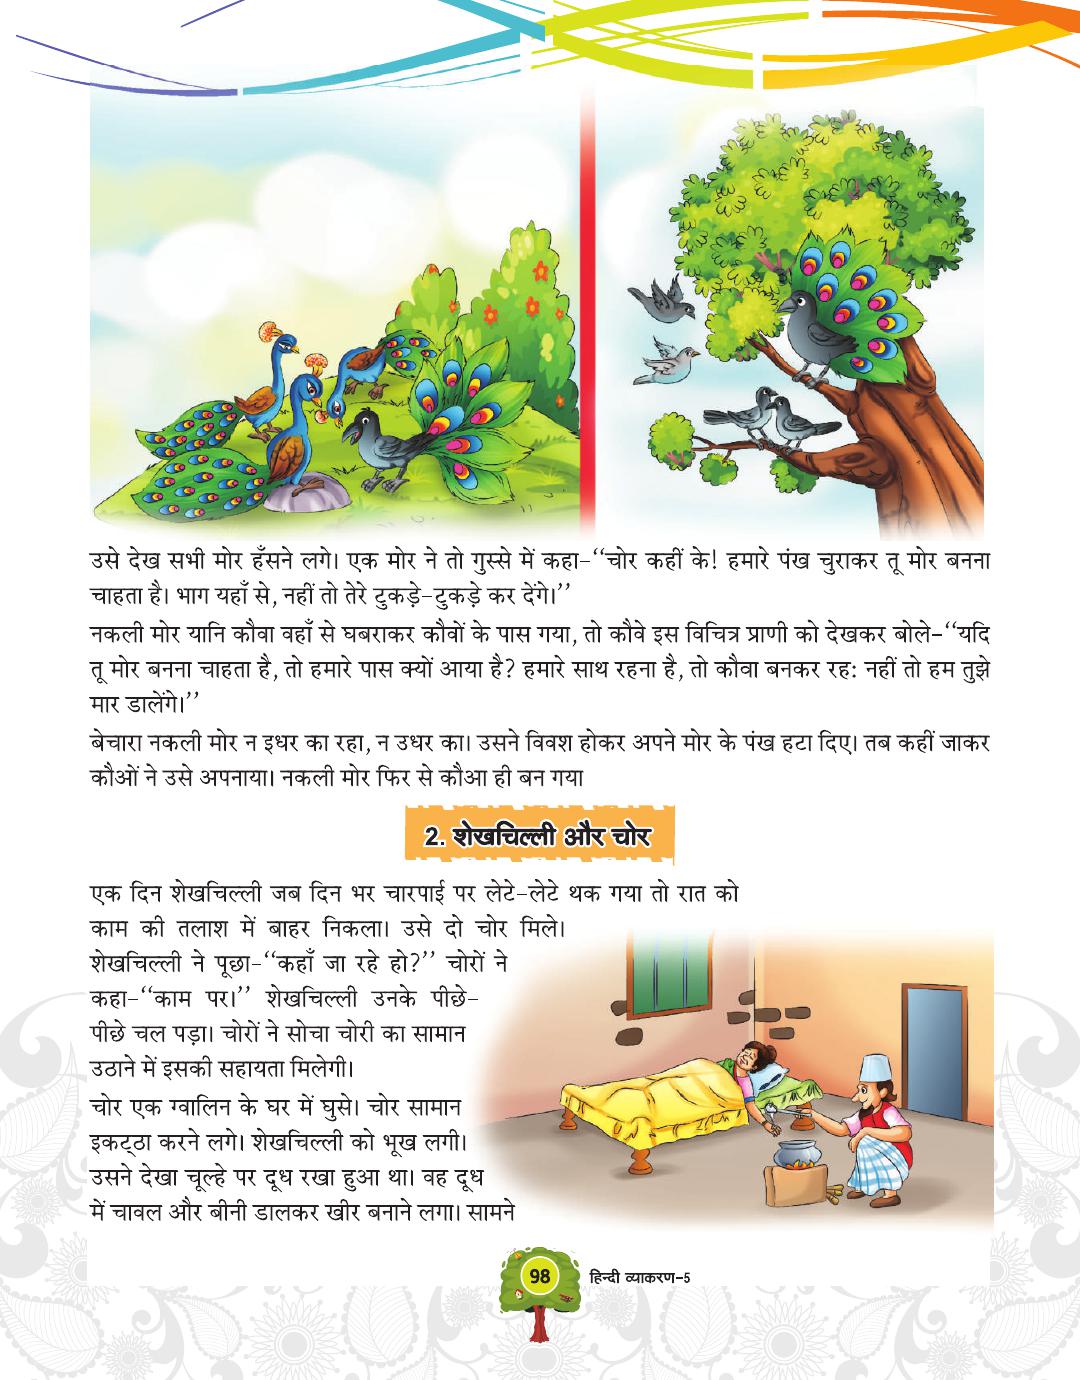 उसे देख सभी मोर हँसने लगे। एक मोर ने तो गुस्से में कहा–‘‘चोर कहीं के! हमारे पंख चुराकर तू मोर बनना
चाहता है। भाग यहाँ से, नहीं तो तेरे टुकड़े–टुकड़े कर देंगे।’’
नकली मोर यानि कौवा वहाँ से घबराकर कौवों के पास गया, तो कौवे इस विचित्र प्राणी को देखकर बोले–‘‘यदि
तू मोर बनना चाहता है, तो हमारे पास क्यों आया है? हमारे साथ रहना है, तो कौवा बनकर रह: नहीं तो हम तुझे
मार डालेंगे।’’
बेचारा नकली मोर न इधर का रहा, न उधर का। उसने विवश होकर अपने मोर के पंख हटा दिए। तब कहीं जाकर
कौओं ने उसे अपनाया। नकली मोर फिर से कौआ ही बन गया
2. शेखचिल्ली और चोर
एक दिन शेखचिल्ली जब दिन भर चारपाई पर लेटे–लेटे थक गया तो रात को
काम की तलाश में बाहर निकला। उसे दो चोर मिले।
शेखचिल्ली ने पूछा–‘‘कहाँ जा रहे हो?’’ चोरों ने
कहा–‘‘काम पर।’’ शेखचिल्ली उनके पीछे–
पीछे चल पड़ा। चोरों ने सोचा चोरी का सामान
उठाने में इसकी सहायता मिलेगी।
चोर एक ग्वालिन के घर में घुसे। चोर सामान
इकट्ठा करने लगे। शेखचिल्ली को भूख लगी।
उसने देखा चूल्हे पर दूध रखा हुआ था। वह दूध
में चावल और बीनी डालकर खीर बनाने लगा। सामने
98
हिन्दी व्याकरण–5